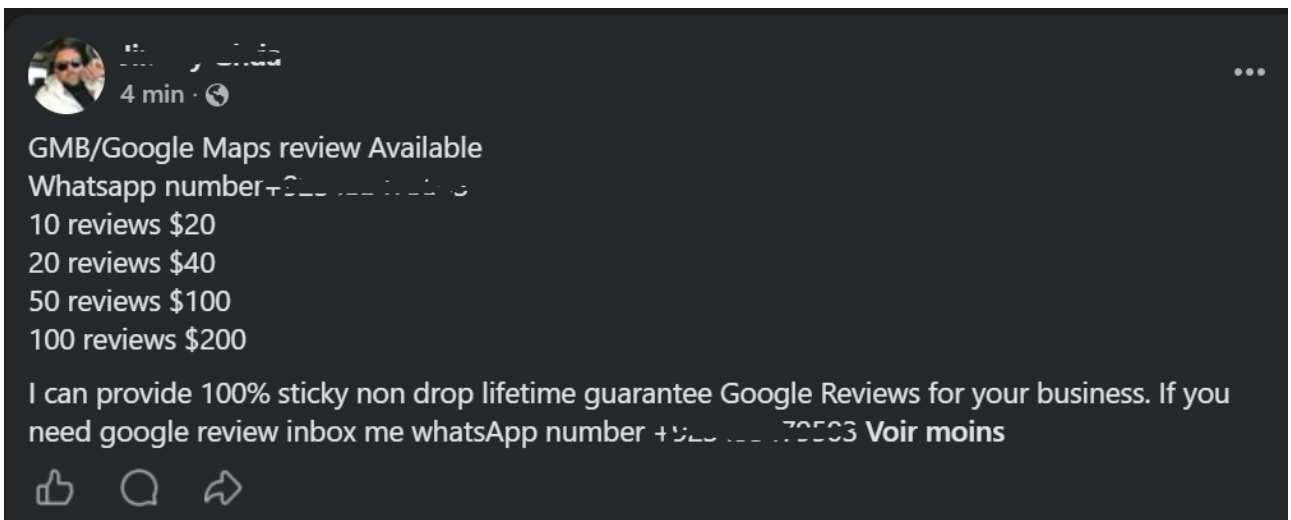 4 min ·
GMB/Google Maps review Available
Whatsapp number
10 reviews $20
20 reviews $40
50 reviews $100
100 reviews $200
I can provide 100% sticky non drop lifetime guarantee Google Reviews for your business. If you
need google review inbox me whatsApp number Voir moins